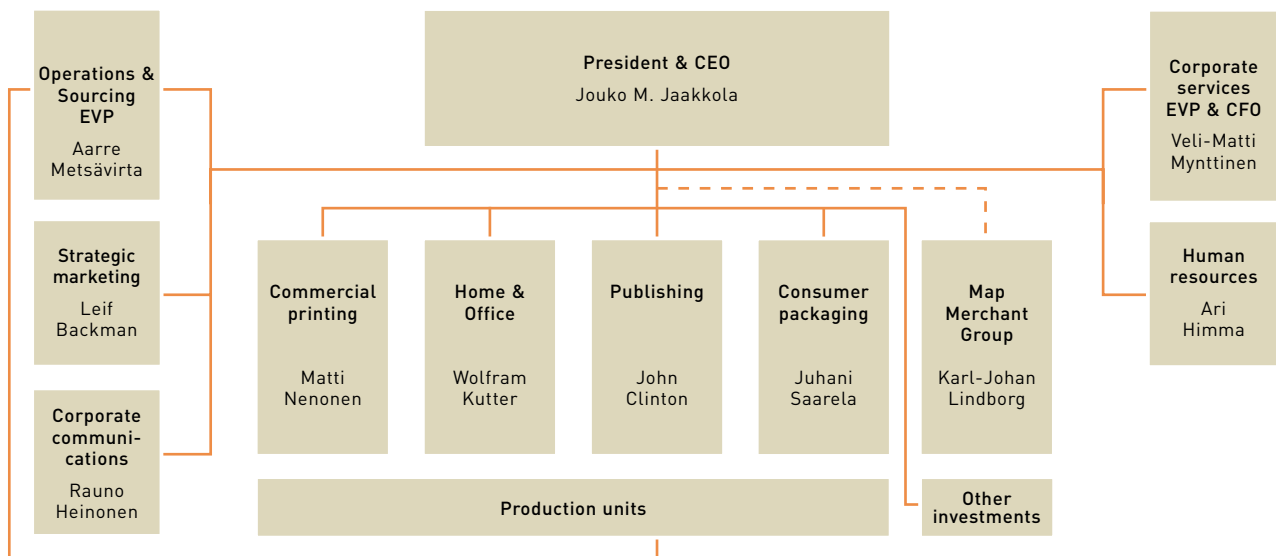 President & CEO
Jouko M. Jaakkola
Operations &
Sourcing
EVP
Aarre
Metsävirta
Strategic
marketing
Leif
Backman
Corporate
communi-
cations
Rauno
Heinonen
Corporate
services
EVP & CFO
Veli-Matti
Mynttinen
Human
resources
Ari
Himma
Commercial
printing
Matti
Nenonen
Home &
Office
Wolfram
Kutter
Publishing
John
Clinton
Consumer
packaging
Juhani
Saarela
Map
Merchant
Group
Karl-Johan
Lindborg
Production units
Other
investments